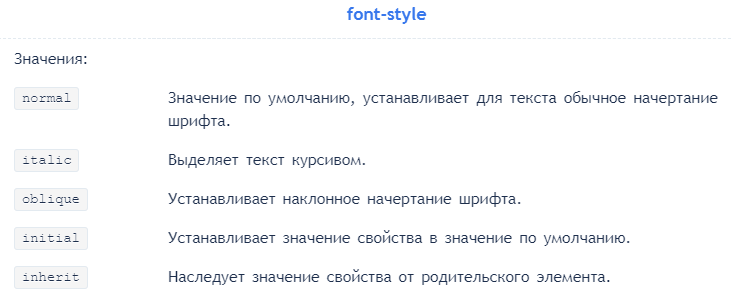 font-style
Значения:
normal Значение по умолчанию, устанавливает для текста обычное начертание
шрифта.
italic Выделяет текст курсивом.
oblique Устанавливает наклонное начертание шрифта.
initial Устанавливает значение свойства в значение по умолчанию.
inherit Наследует значение свойства от родительского элемента.